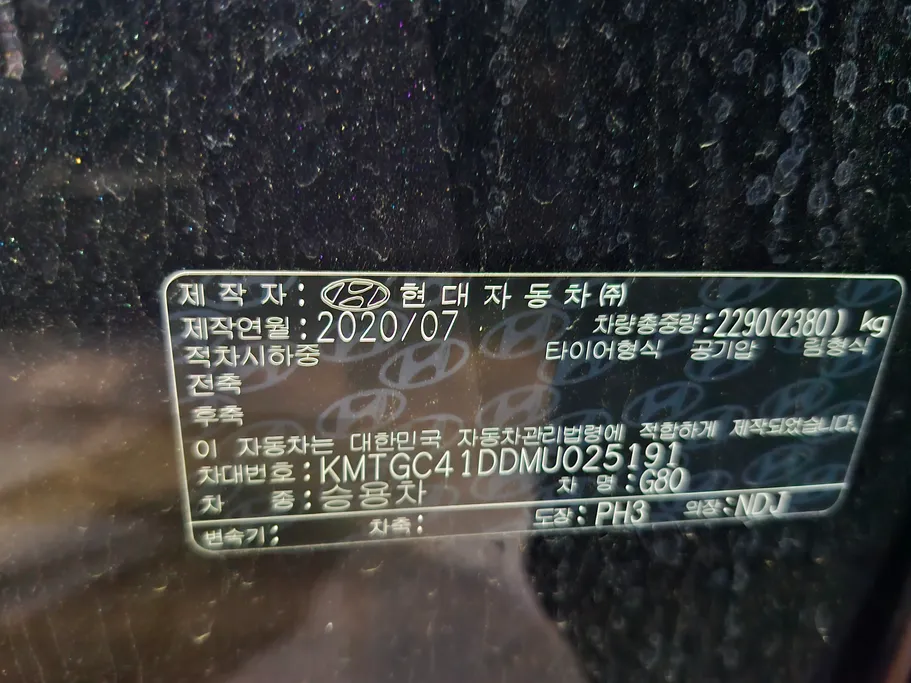 제 작 자 : 현 대 자 동 차 ㈜
제작연월 : 2020/07 차량총중량 : 2290(2380) kg
적차시하중 타이어형식 공기압 림형식
전축
후축
이 자동차는 대한민국 자동차관리법령에 적합하게 제작되었습니다.
차대번호 : KMTGC41DDMU025191
차 종 : 승용차 차 명 : G80
변속기 : 차축 : 도장 : PH3 의장 : NDJ